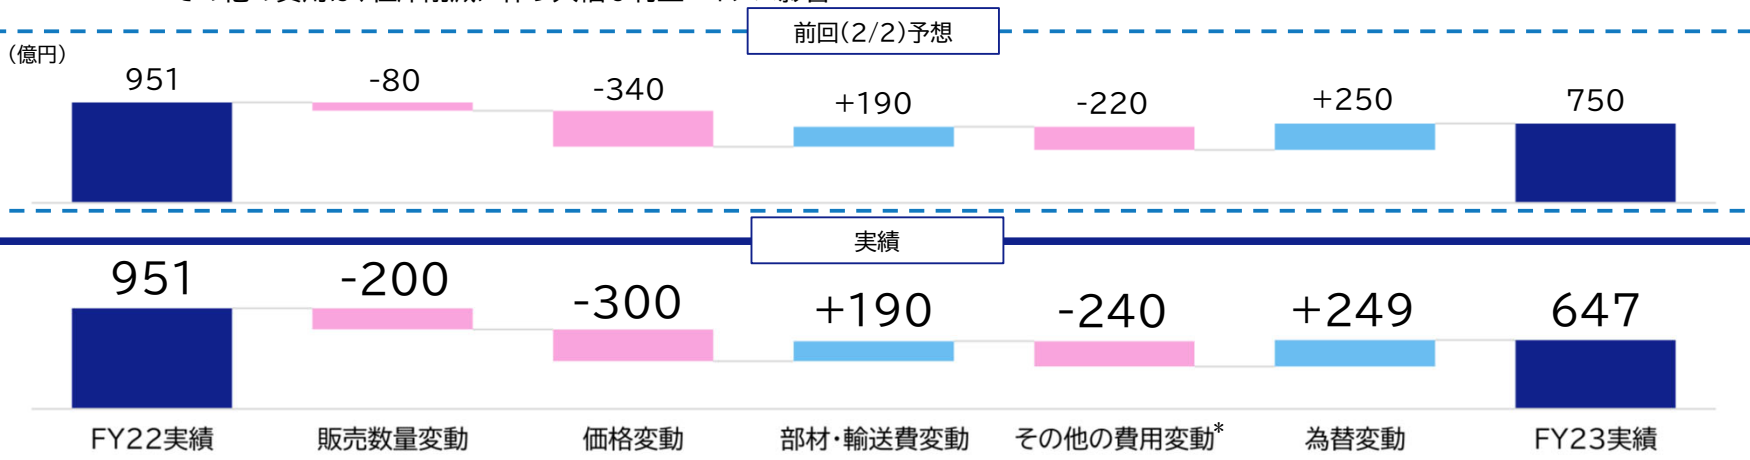 前回(2/2)予想
(億円)
951
-80
-340
+190
-220
+250
750
実績
951
-200
-300
+190
-240
+249
647
FY22実績
販売数量変動
価格変動
部材・輸送費変動
その他の費用変動*
為替変動
FY23実績